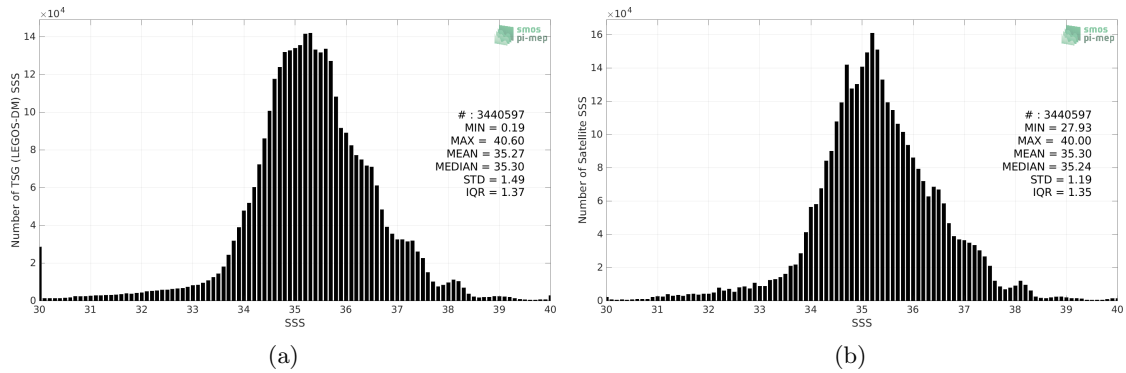 ×10⁴
14
12
10
8
6
4
2
0
Number of TSG (LEGOS-DM) SSS
30 31 32 33 34 35 36 37 38 39 40
SSS
smos
pi-mep
# : 3440597
MIN = 0.19
MAX = 40.60
MEAN = 35.27
MEDIAN = 35.30
STD = 1.49
IQR = 1.37
(a)
×10⁴
16
14
12
10
8
6
4
2
0
Number of Satellite SSS
30 31 32 33 34 35 36 37 38 39 40
SSS
smos
pi-mep
# : 3440597
MIN = 27.93
MAX = 40.00
MEAN = 35.30
MEDIAN = 35.24
STD = 1.19
IQR = 1.35
(b)